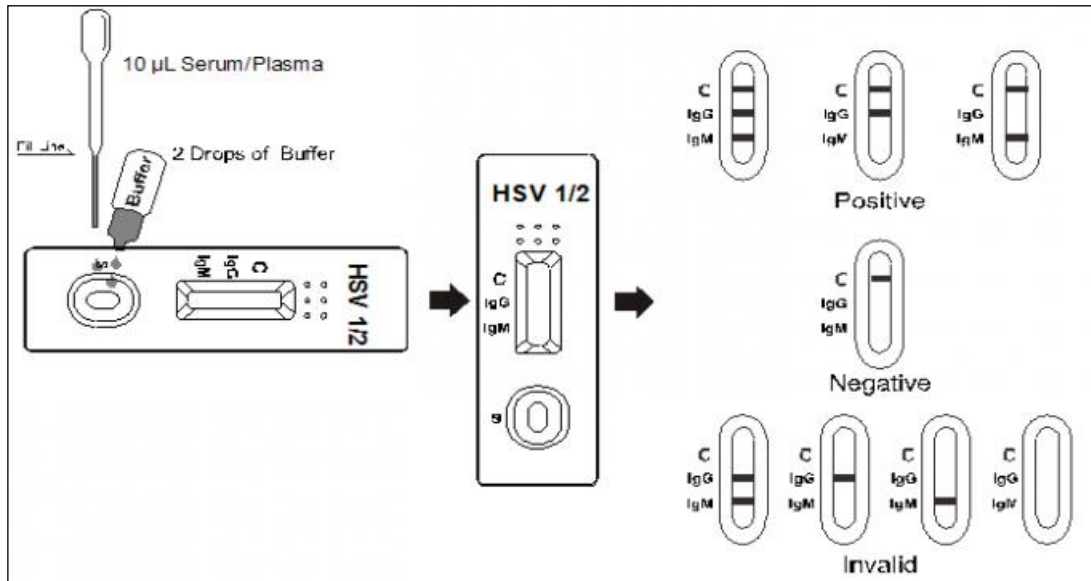 10 µL Serum/Plasma
Fill Line
2 Drops of Buffer
Buffer
S
IgM
IgG
C
HSV 1/2
HSV 1/2
C
IgG
IgM
S
C
IgG
IgM
C
IgG
IgM
C
IgG
IgM
Positive
C
IgG
IgM
Negative
C
IgG
IgM
C
IgG
IgM
C
IgG
IgM
C
IgG
IgM
Invalid